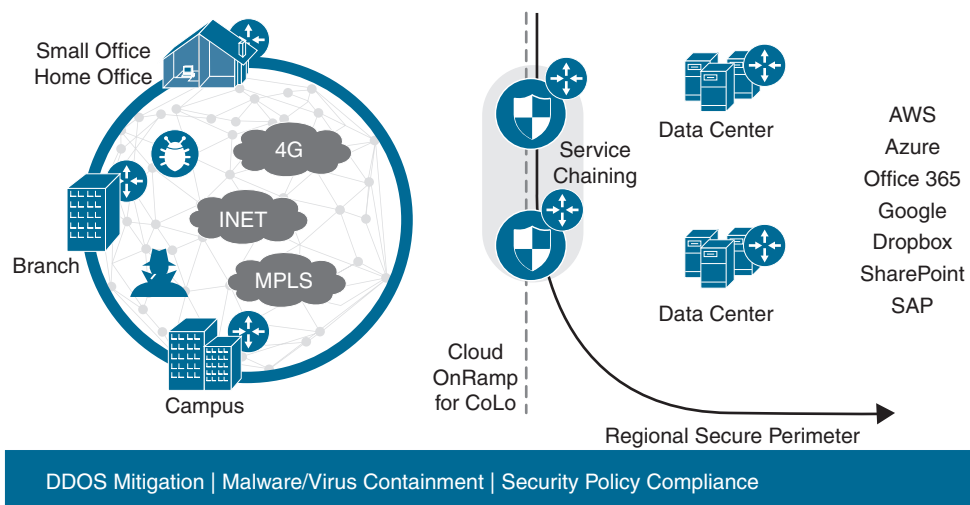 Small Office
Home Office
4G
INET
MPLS
Branch
Campus
Service
Chaining
Cloud
OnRamp
for CoLo
Data Center
Data Center
AWS
Azure
Office 365
Google
Dropbox
SharePoint
SAP
Regional Secure Perimeter
DDOS Mitigation | Malware/Virus Containment | Security Policy Compliance